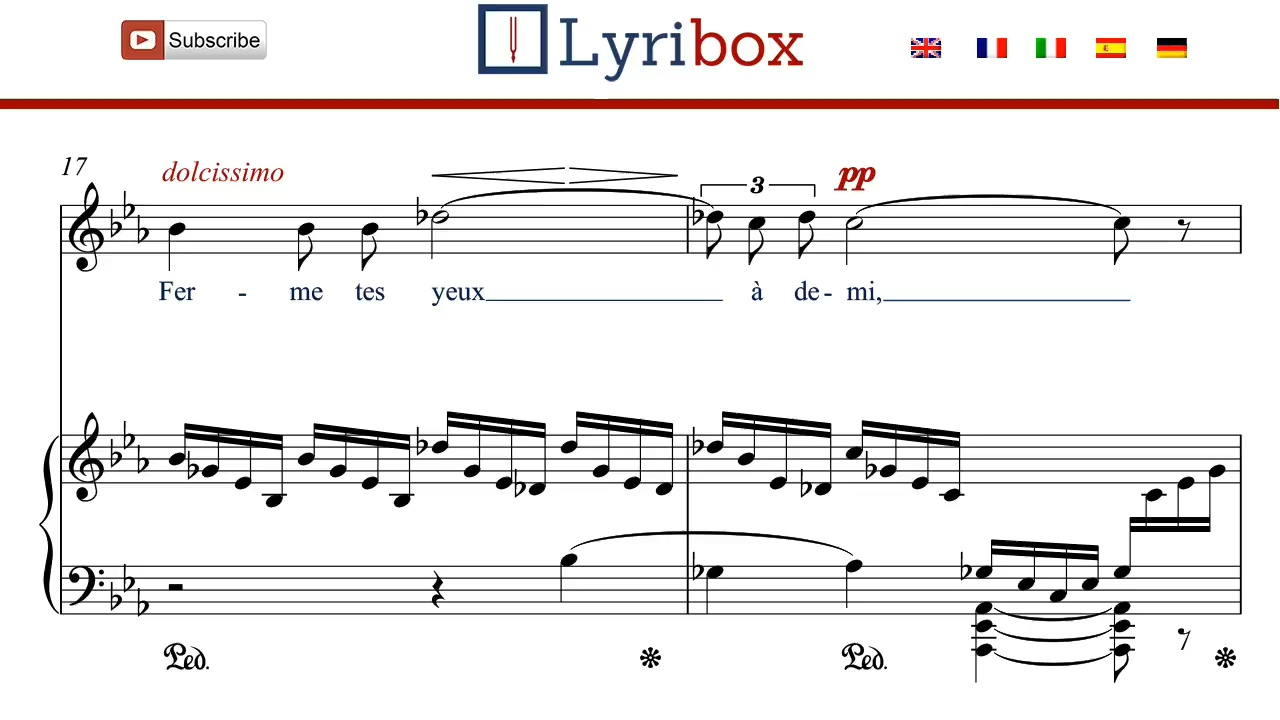 Subscribe
Lyribox
17
dolcissimo
3
pp
Fer - me tes yeux à de - mi,
Ped. Ped.